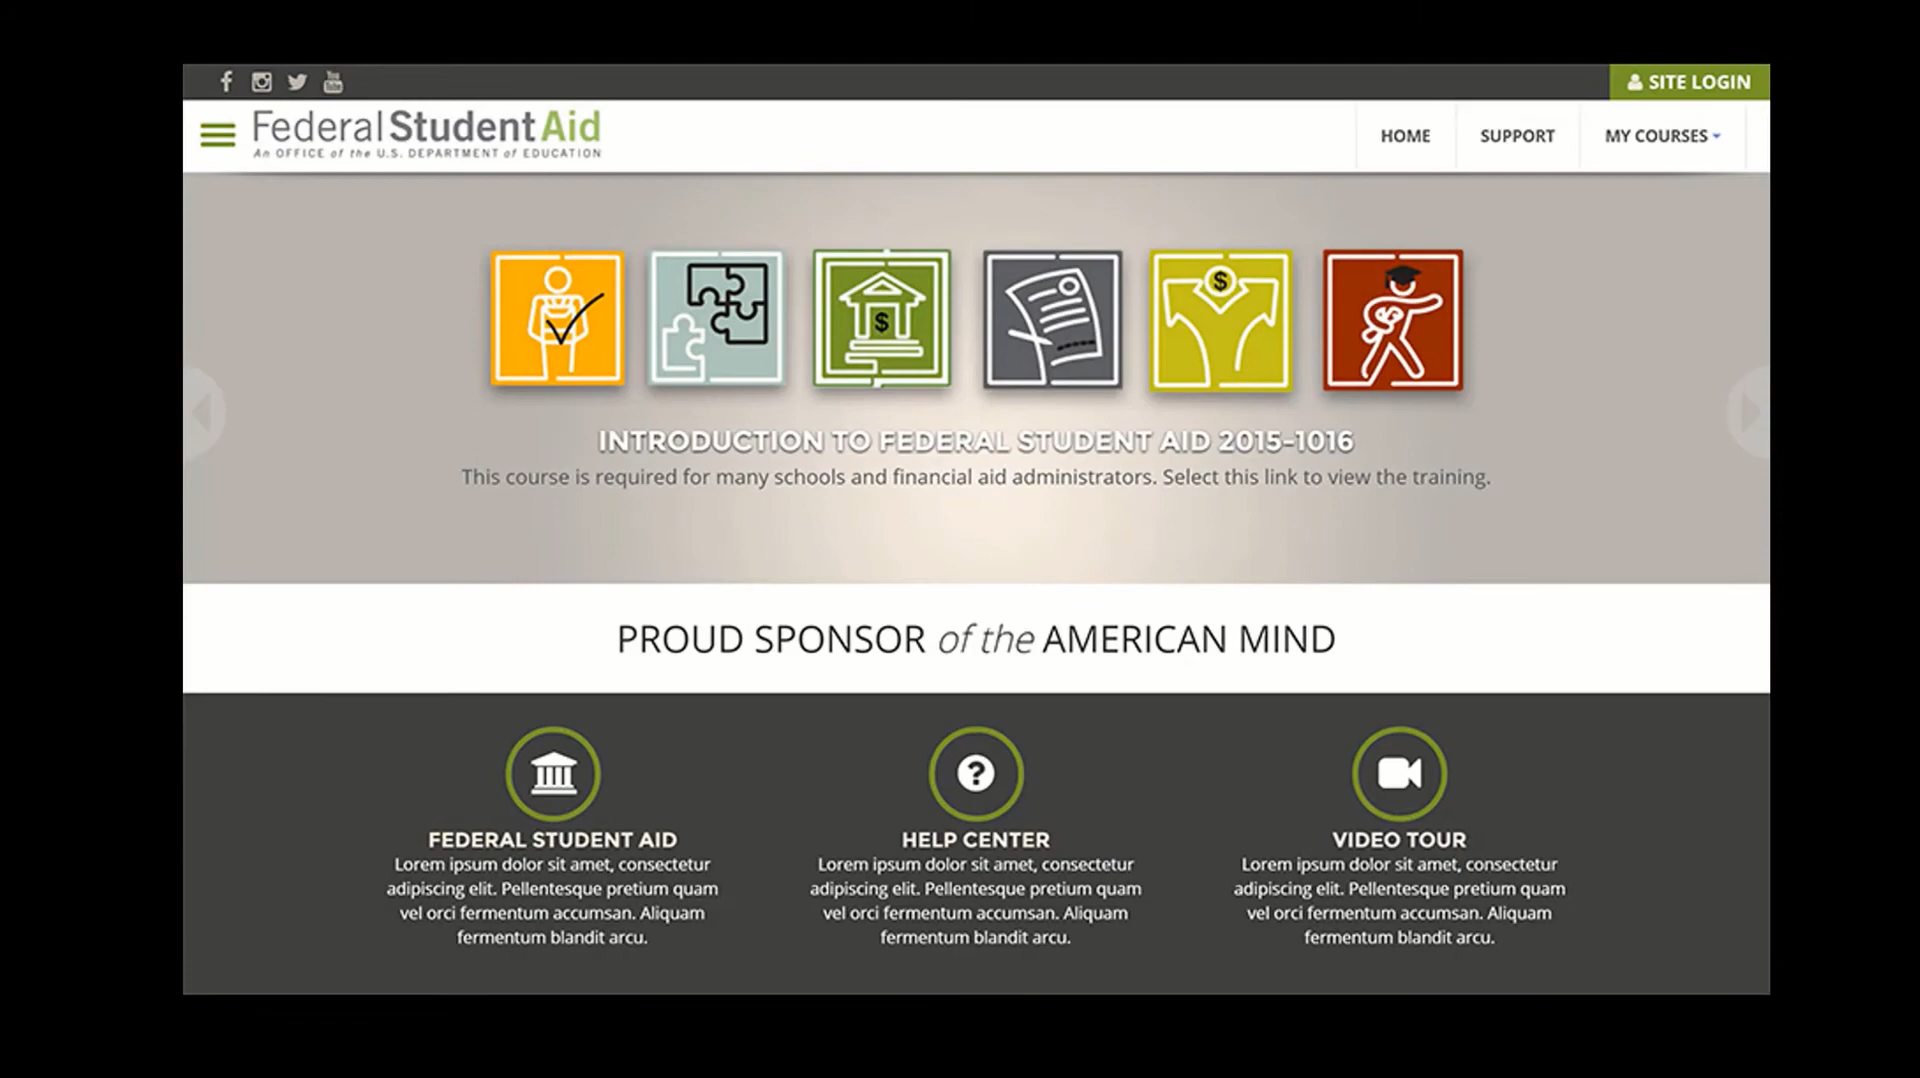 SITE LOGIN
Federal Student Aid
An OFFICE of the U.S. DEPARTMENT of EDUCATION
HOME
SUPPORT
MY COURSES
$
$
INTRODUCTION TO FEDERAL STUDENT AID 2015-1016
This course is required for many schools and financial aid administrators. Select this link to view the training.
PROUD SPONSOR of the AMERICAN MIND
FEDERAL STUDENT AID
Lorem ipsum dolor sit amet, consectetur
adipiscing elit. Pellentesque pretium quam
vel orci fermentum accumsan. Aliquam
fermentum blandit arcu.
HELP CENTER
Lorem ipsum dolor sit amet, consectetur
adipiscing elit. Pellentesque pretium quam
vel orci fermentum accumsan. Aliquam
fermentum blandit arcu.
VIDEO TOUR
Lorem ipsum dolor sit amet, consectetur
adipiscing elit. Pellentesque pretium quam
vel orci fermentum accumsan. Aliquam
fermentum blandit arcu.